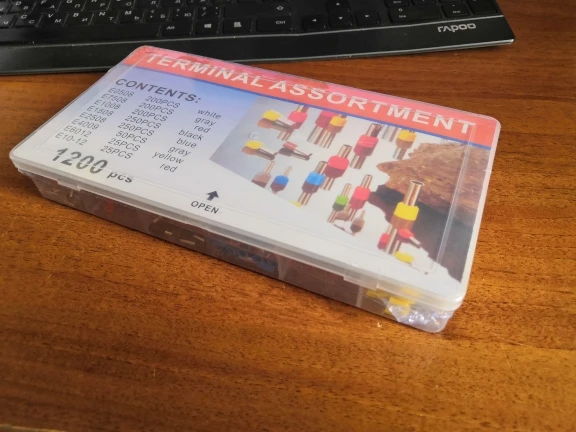 rapoo
TERMINAL ASSORTMENT
CONTENTS:
E0508 200PCS white
E7508 200PCS gray
E1008 200PCS red
E1508 250PCS black
E2508 250PCS blue
E4009 50PCS gray
E6012 25PCS yellow
E10-12 25PCS red
1200 pcs
OPEN